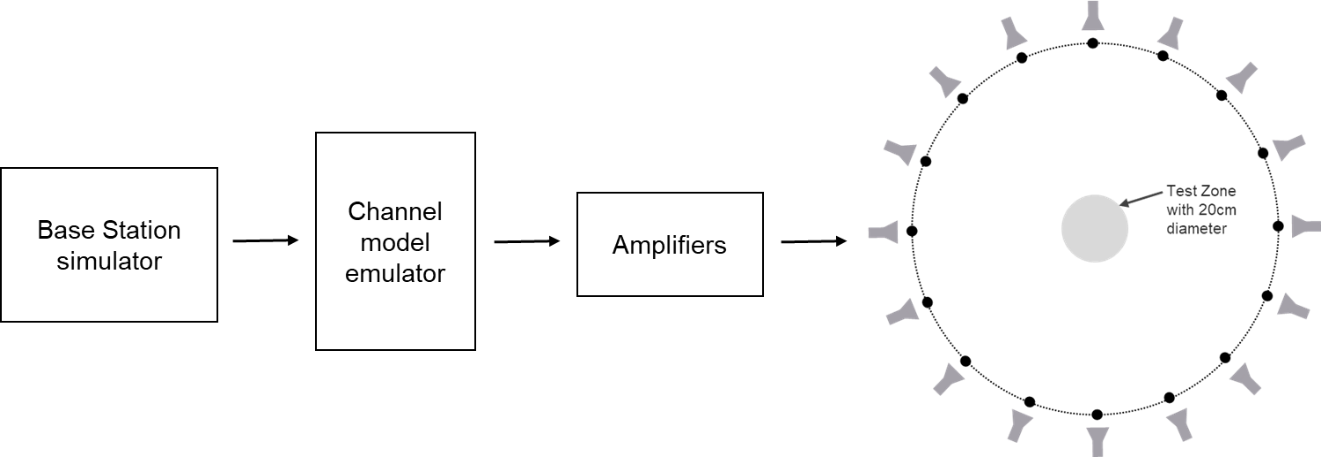 Base Station
simulator
Channel
model
emulator
Amplifiers
Test Zone
with 20cm
diameter